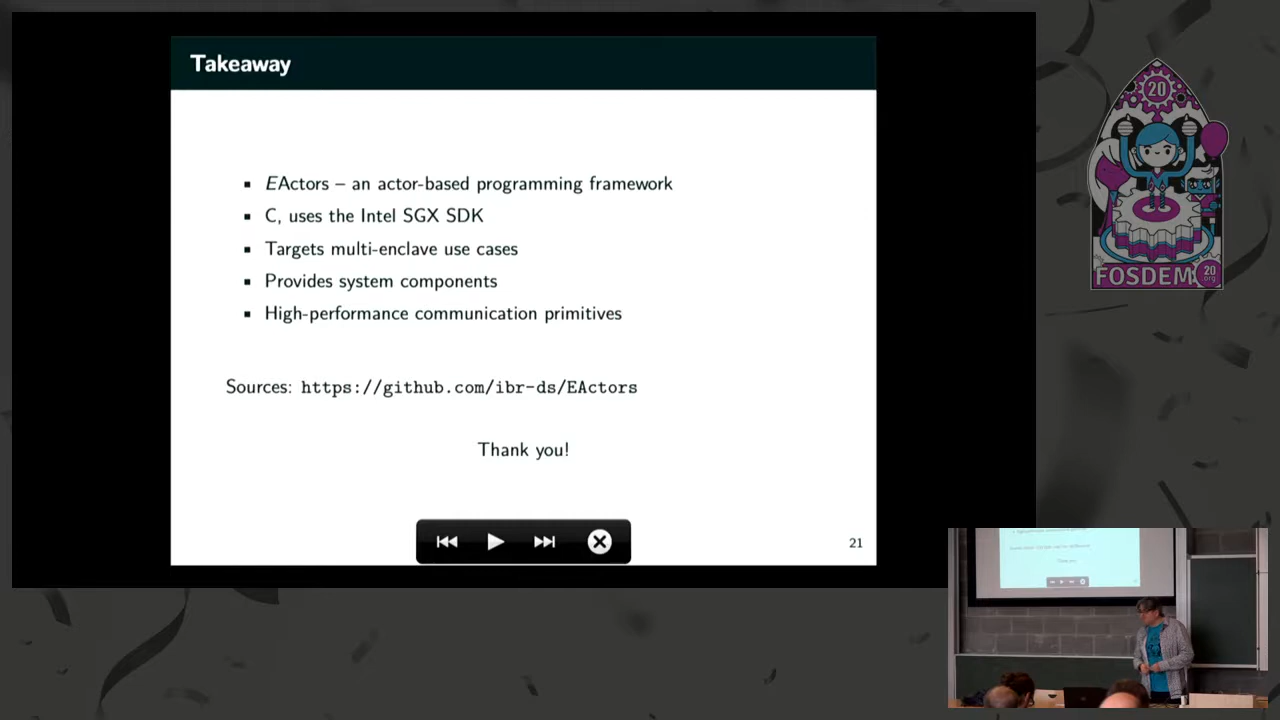 Takeaway
EActors – an actor-based programming framework
C, uses the Intel SGX SDK
Targets multi-enclave use cases
Provides system components
High-performance communication primitives
Sources: https://github.com/ibr-ds/EActors
Thank you!
21
20
FOSDEM 20
.org